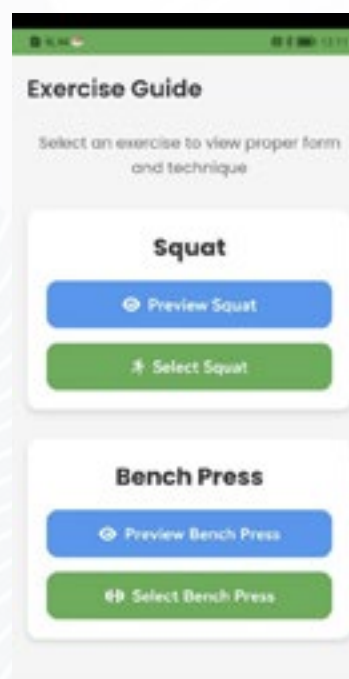 Exercise Guide
Select an exercise to view proper form
and technique
Squat
Preview Squat
Select Squat
Bench Press
Preview Bench Press
Select Bench Press